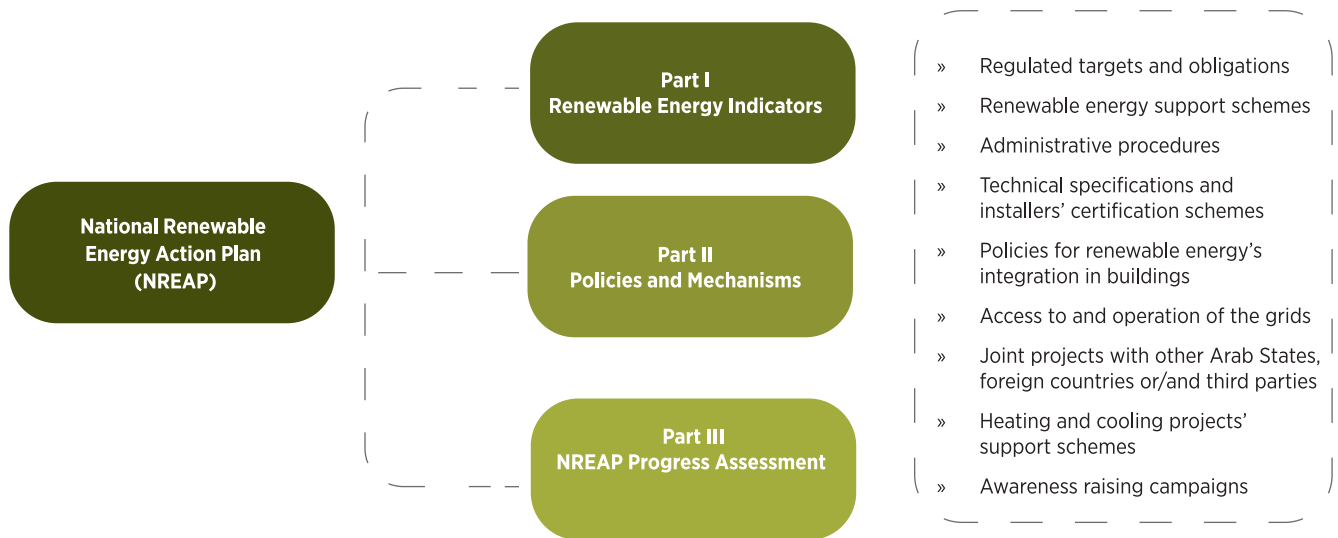 National Renewable
Energy Action Plan
(NREAP)
Part I
Renewable Energy Indicators
Part II
Policies and Mechanisms
Part III
NREAP Progress Assessment
» Regulated targets and obligations
» Renewable energy support schemes
» Administrative procedures
» Technical specifications and
installers’ certification schemes
» Policies for renewable energy’s
integration in buildings
» Access to and operation of the grids
» Joint projects with other Arab States,
foreign countries or/and third parties
» Heating and cooling projects’
support schemes
» Awareness raising campaigns